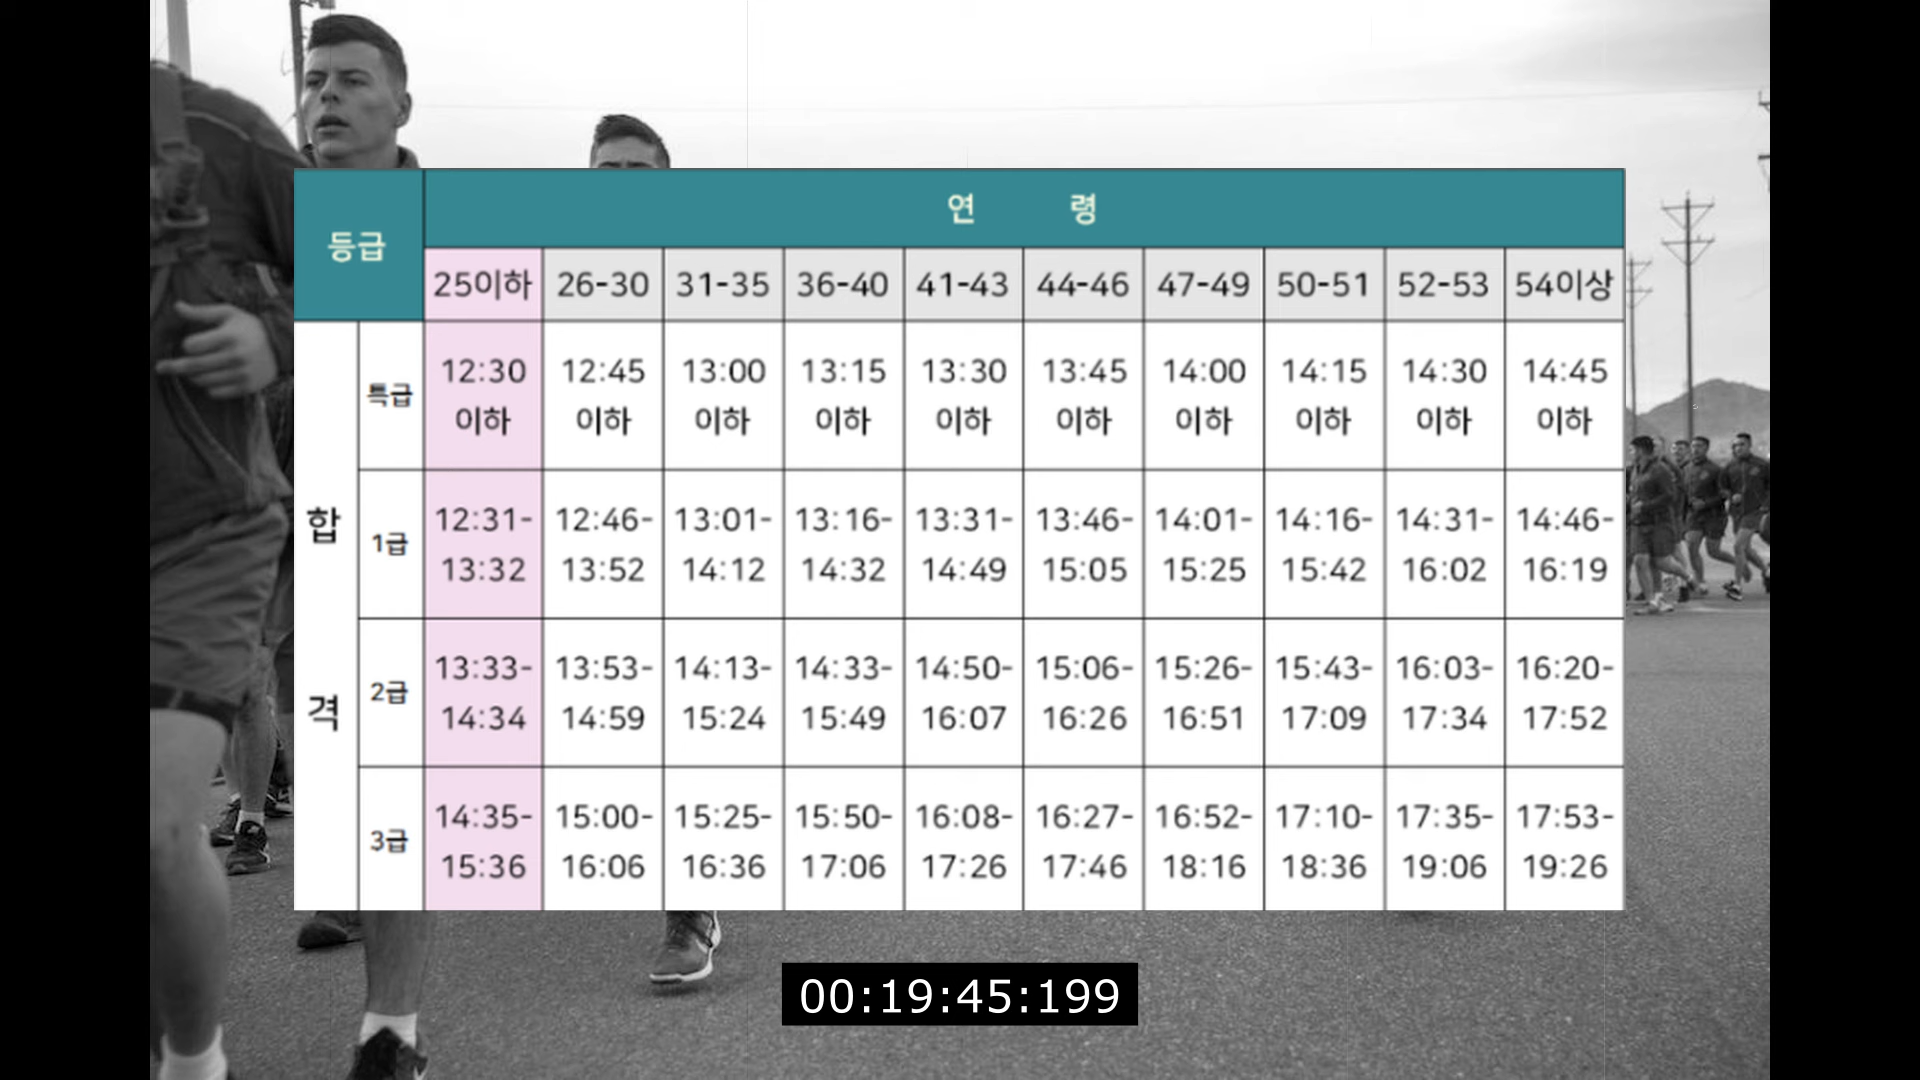 등급
연 령
25이하 26-30 31-35 36-40 41-43 44-46 47-49 50-51 52-53 54이상
합격
특급
12:30 12:45 13:00 13:15 13:30 13:45 14:00 14:15 14:30 14:45
이하 이하 이하 이하 이하 이하 이하 이하 이하 이하
1급
12:31- 12:46- 13:01- 13:16- 13:31- 13:46- 14:01- 14:16- 14:31- 14:46-
13:32 13:52 14:12 14:32 14:49 15:05 15:25 15:42 16:02 16:19
2급
13:33- 13:53- 14:13- 14:33- 14:50- 15:06- 15:26- 15:43- 16:03- 16:20-
14:34 14:59 15:24 15:49 16:07 16:26 16:51 17:09 17:34 17:52
3급
14:35- 15:00- 15:25- 15:50- 16:08- 16:27- 16:52- 17:10- 17:35- 17:53-
15:36 16:06 16:36 17:06 17:26 17:46 18:16 18:36 19:06 19:26
00:19:45:199